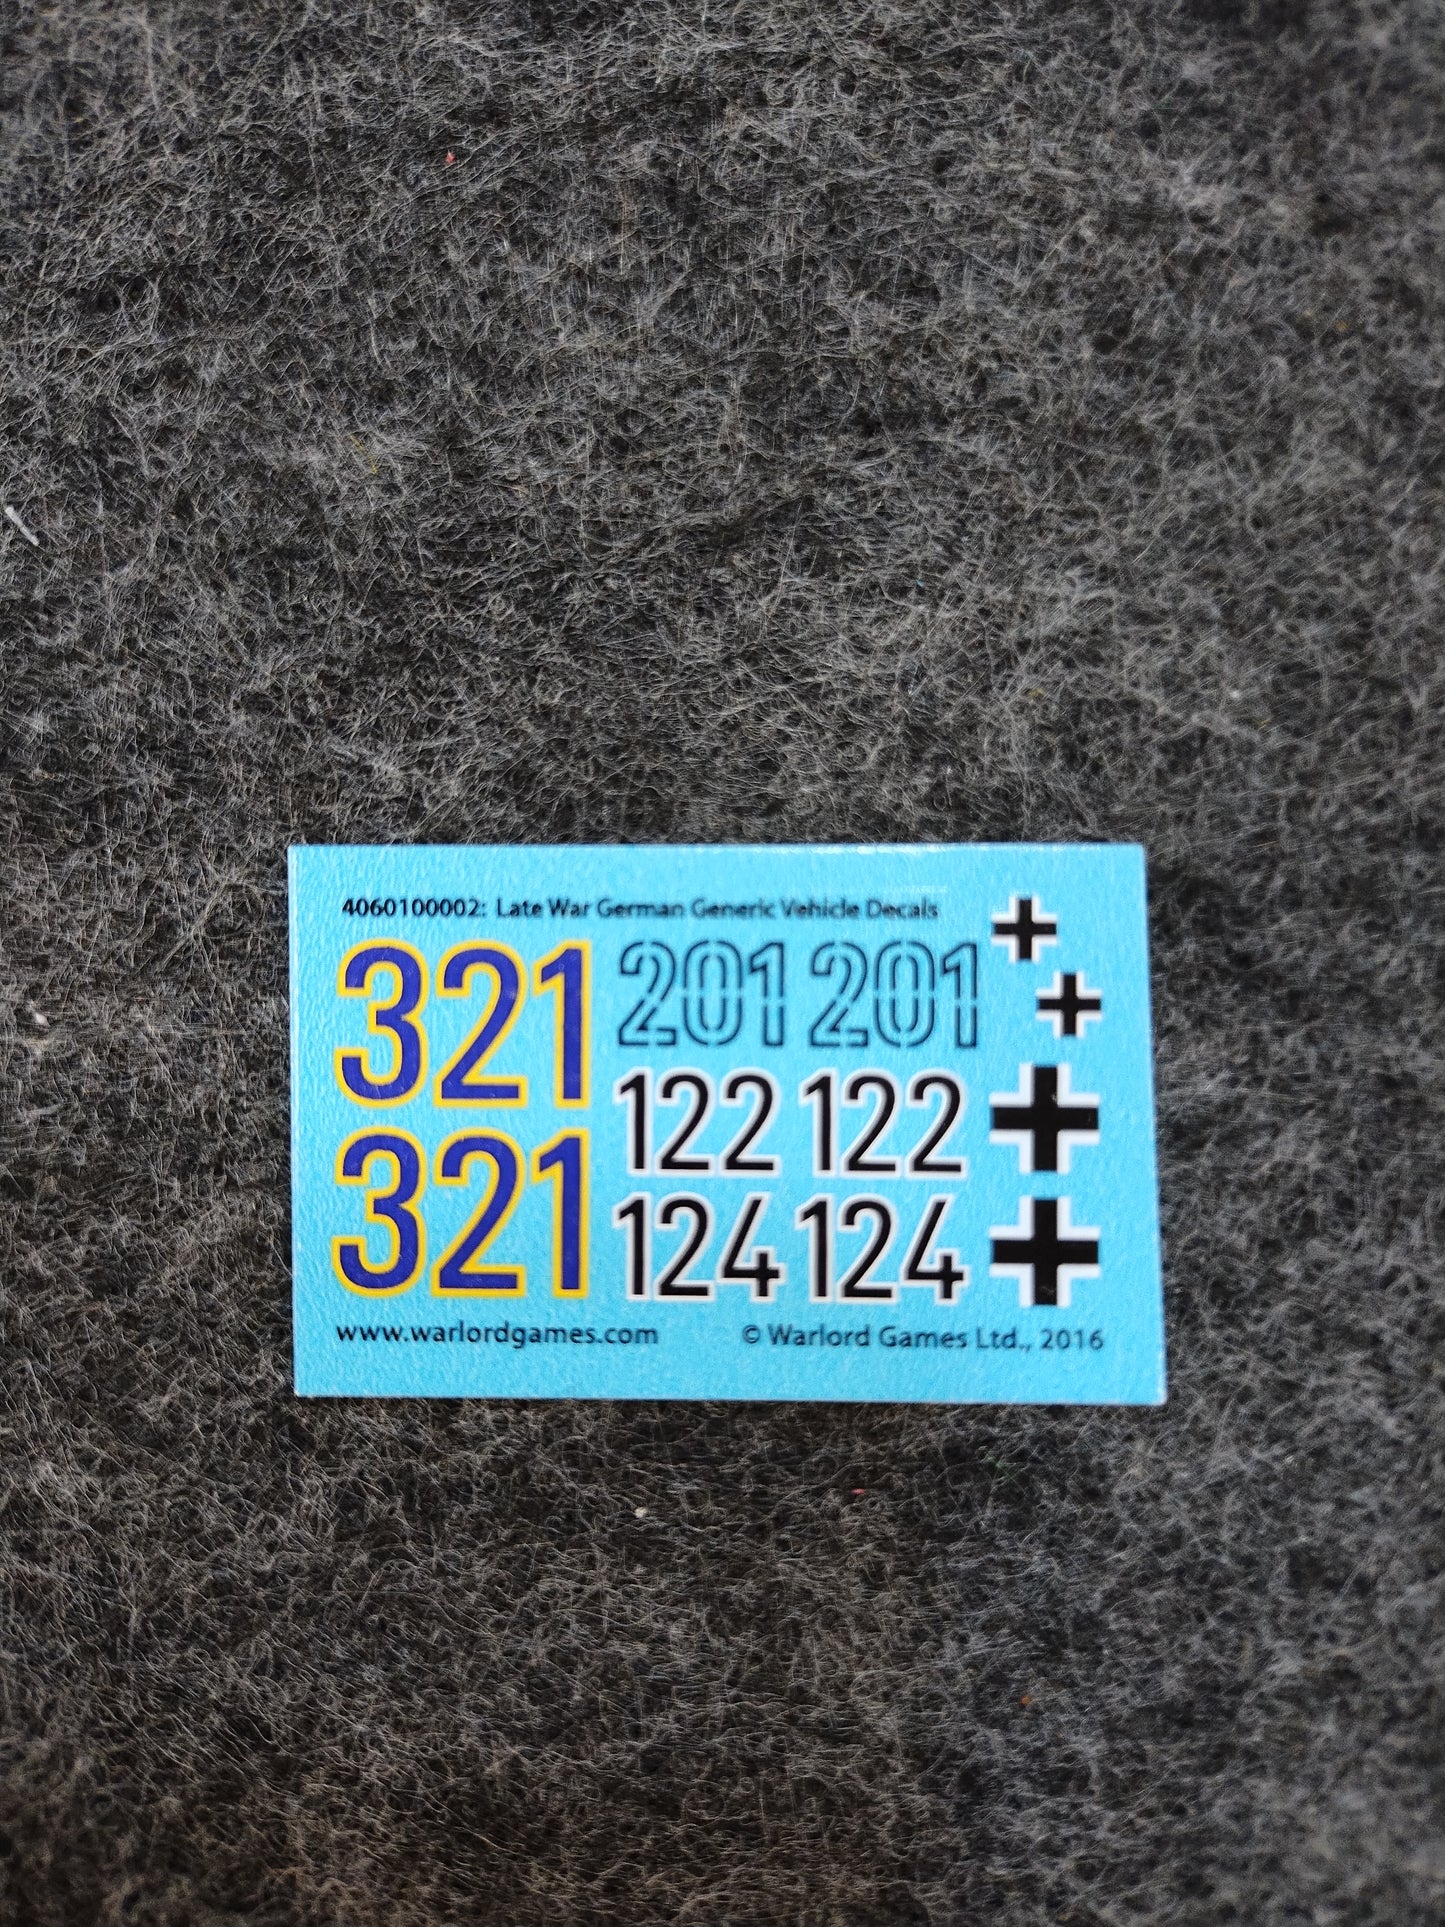 4060100002: Late War German Generic Vehicle Decals
321 201 201
122 122
321 124 124
www.warlordgames.com © Warlord Games Ltd., 2016